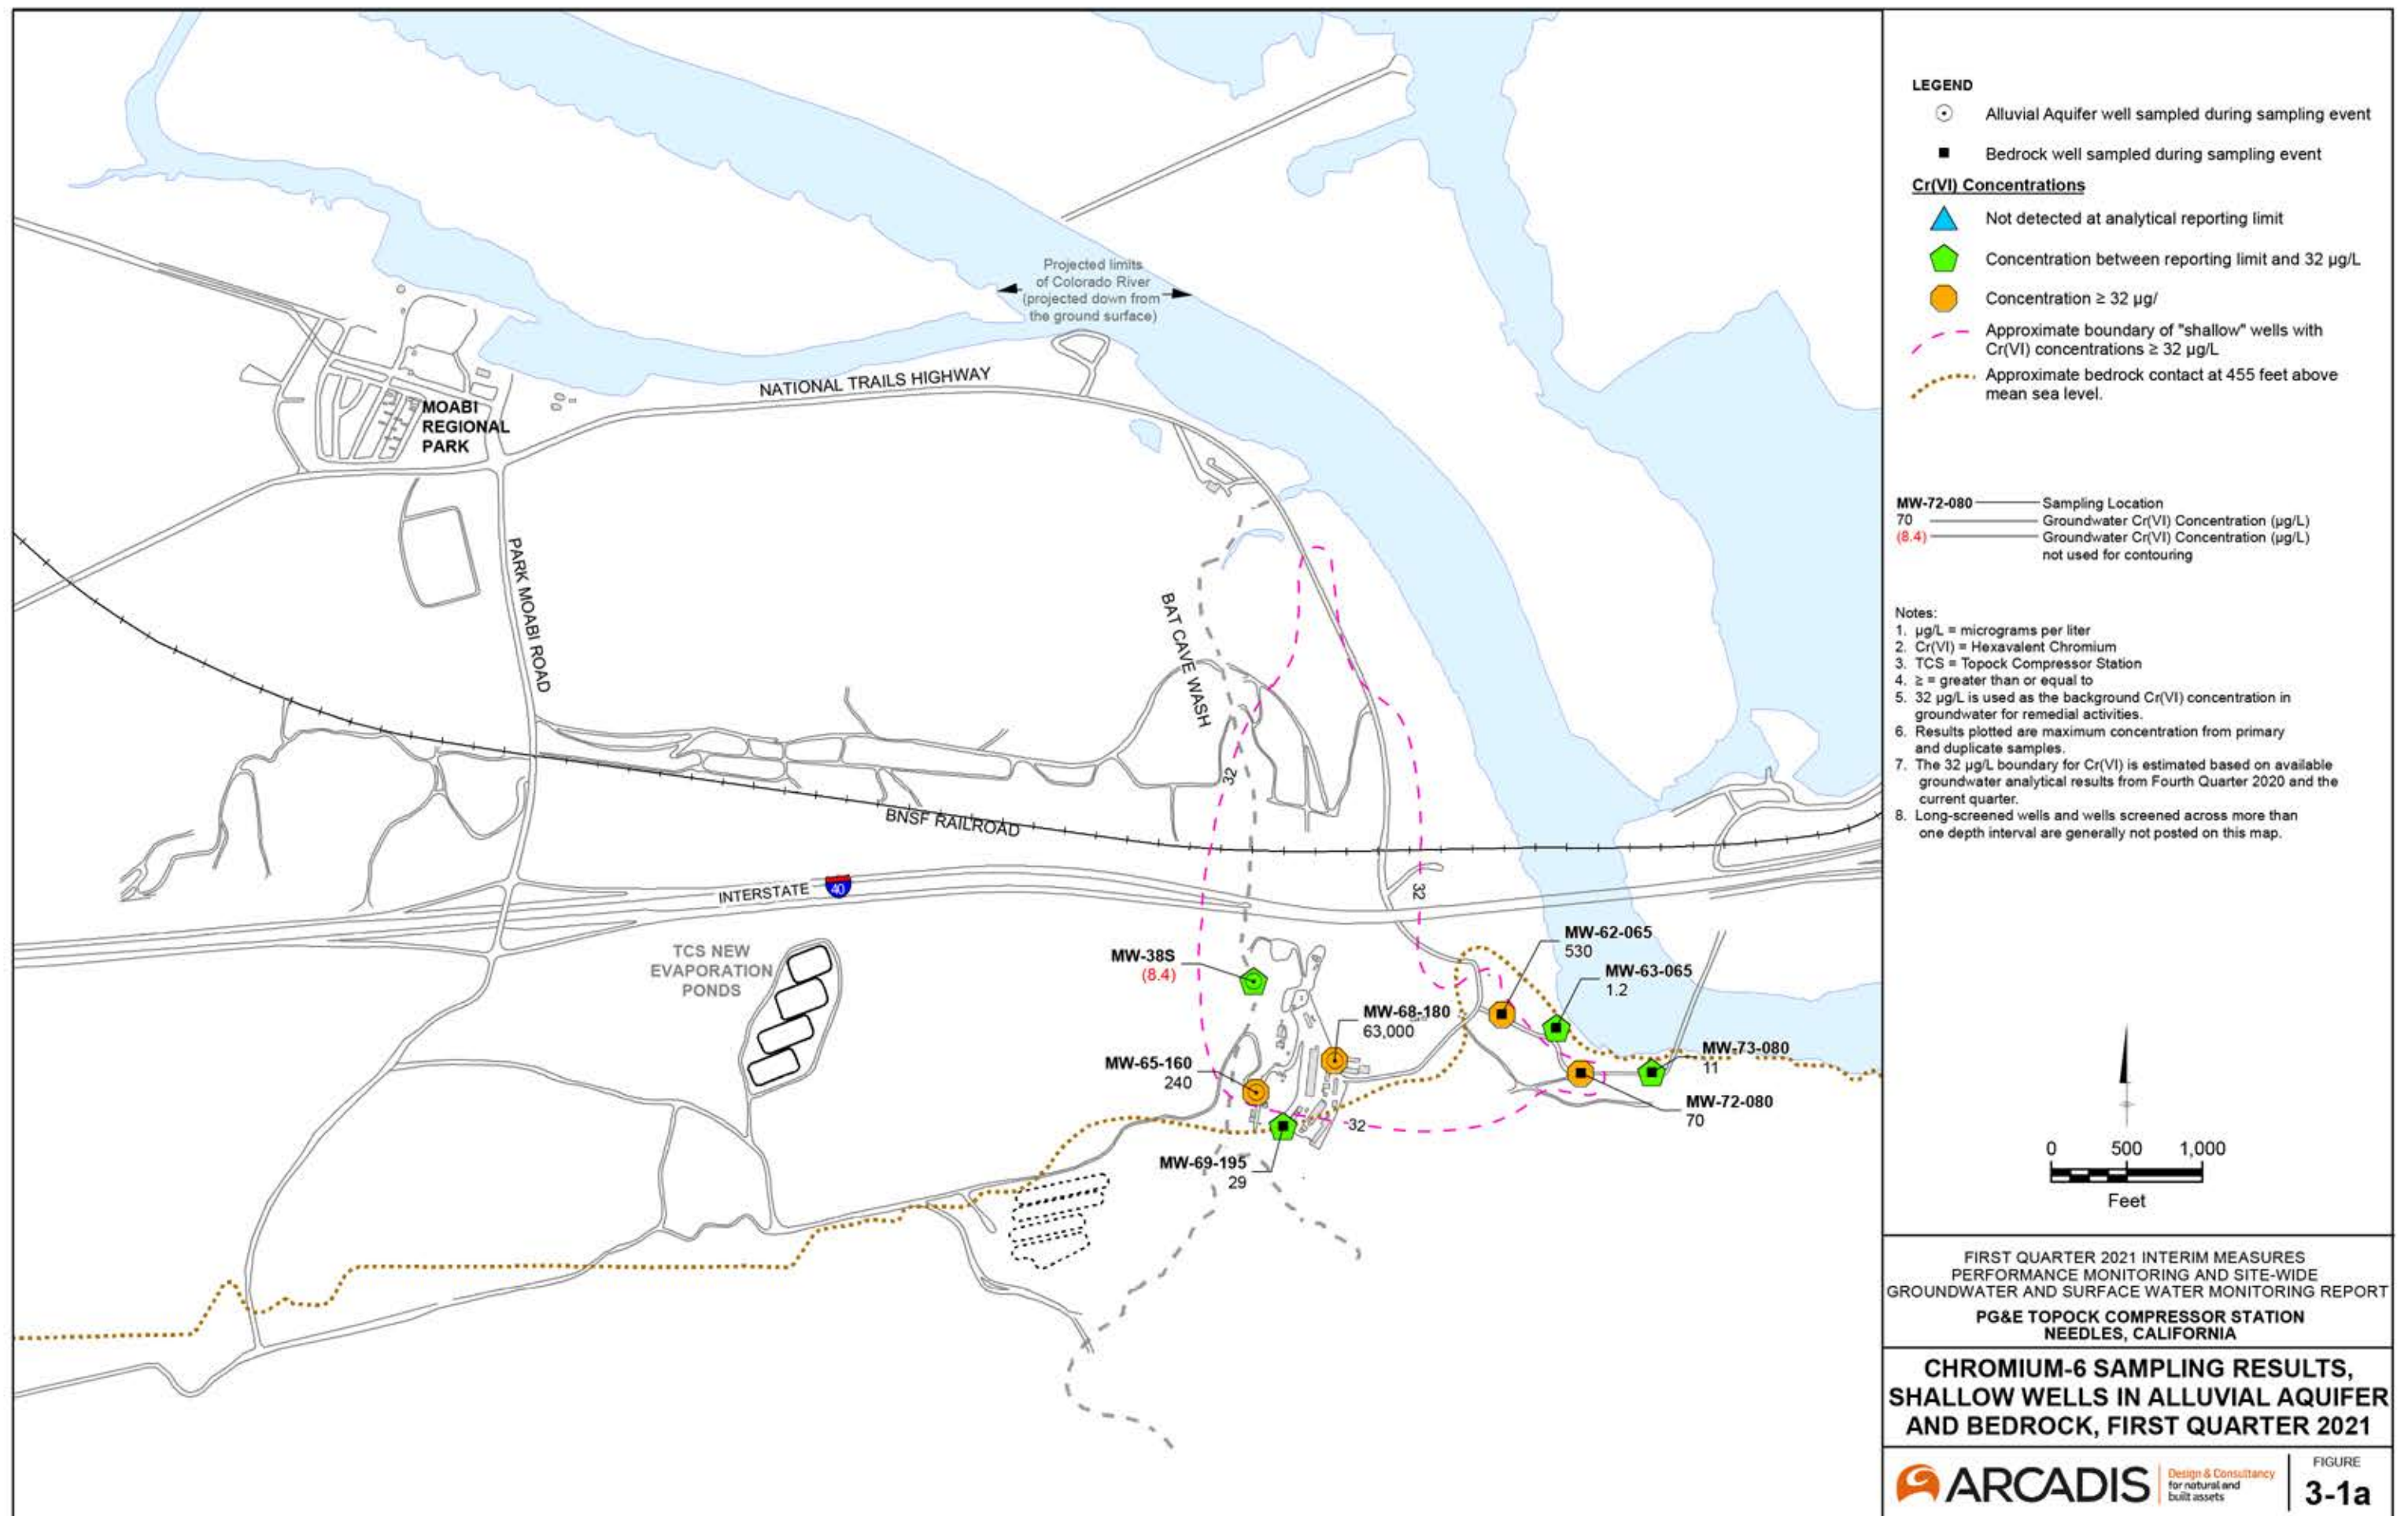 Projected limits
of Colorado River
(projected down from
the ground surface)
NATIONAL TRAILS HIGHWAY
MOABI
REGIONAL
PARK
PARK MOABI ROAD
BAT CAVE WASH
32
BNSF RAILROAD
INTERSTATE 40
32
TCS NEW
EVAPORATION
PONDS
MW-38S
(8.4)
MW-62-065
530
MW-63-065
1.2
MW-68-180
63,000
MW-65-160
240
MW-73-080
11
MW-72-080
70
32
MW-69-195
29
LEGEND
Alluvial Aquifer well sampled during sampling event
Bedrock well sampled during sampling event
Cr(VI) Concentrations
Not detected at analytical reporting limit
Concentration between reporting limit and 32 µg/L
Concentration ≥ 32 µg/
Approximate boundary of "shallow" wells with
Cr(VI) concentrations ≥ 32 µg/L
Approximate bedrock contact at 455 feet above
mean sea level.
MW-72-080 Sampling Location
70 Groundwater Cr(VI) Concentration (µg/L)
(8.4) Groundwater Cr(VI) Concentration (µg/L)
not used for contouring
Notes:
1. µg/L = micrograms per liter
2. Cr(VI) = Hexavalent Chromium
3. TCS = Topock Compressor Station
4. ≥ = greater than or equal to
5. 32 µg/L is used as the background Cr(VI) concentration in
groundwater for remedial activities.
6. Results plotted are maximum concentration from primary
and duplicate samples.
7. The 32 µg/L boundary for Cr(VI) is estimated based on available
groundwater analytical results from Fourth Quarter 2020 and the
current quarter.
8. Long-screened wells and wells screened across more than
one depth interval are generally not posted on this map.
0 500 1,000
Feet
FIRST QUARTER 2021 INTERIM MEASURES
PERFORMANCE MONITORING AND SITE-WIDE
GROUNDWATER AND SURFACE WATER MONITORING REPORT
PG&E TOPOCK COMPRESSOR STATION
NEEDLES, CALIFORNIA
CHROMIUM-6 SAMPLING RESULTS,
SHALLOW WELLS IN ALLUVIAL AQUIFER
AND BEDROCK, FIRST QUARTER 2021
ARCADIS
Design & Consultancy
for natural and
built assets
FIGURE
3-1a